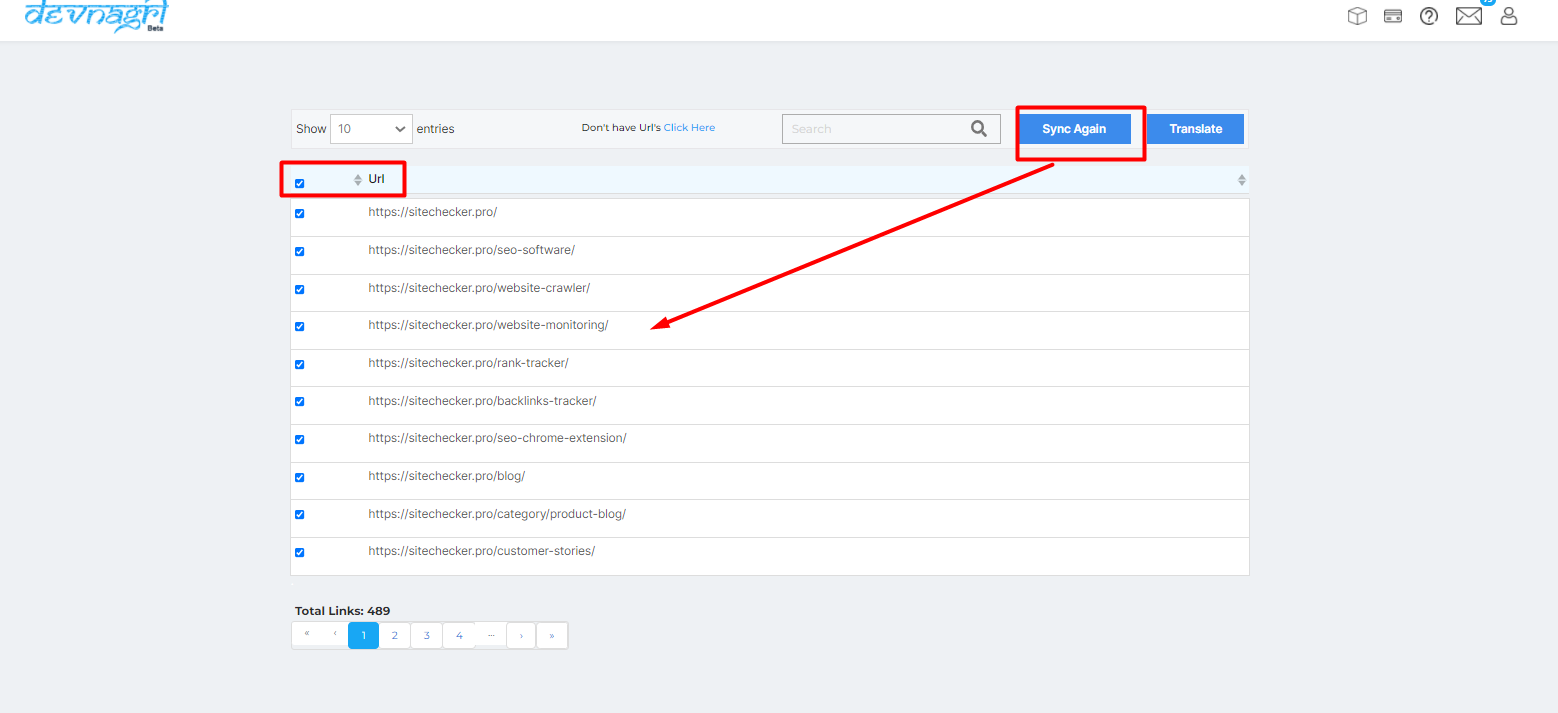 devnagri
Beta
Show 10 entries Don't have Url's Click Here Search Sync Again Translate
Url
https://sitechecker.pro/
https://sitechecker.pro/seo-software/
https://sitechecker.pro/website-crawler/
https://sitechecker.pro/website-monitoring/
https://sitechecker.pro/rank-tracker/
https://sitechecker.pro/backlinks-tracker/
https://sitechecker.pro/seo-chrome-extension/
https://sitechecker.pro/blog/
https://sitechecker.pro/category/product-blog/
https://sitechecker.pro/customer-stories/
Total Links: 489
« ‹ 1 2 3 4 ... › »